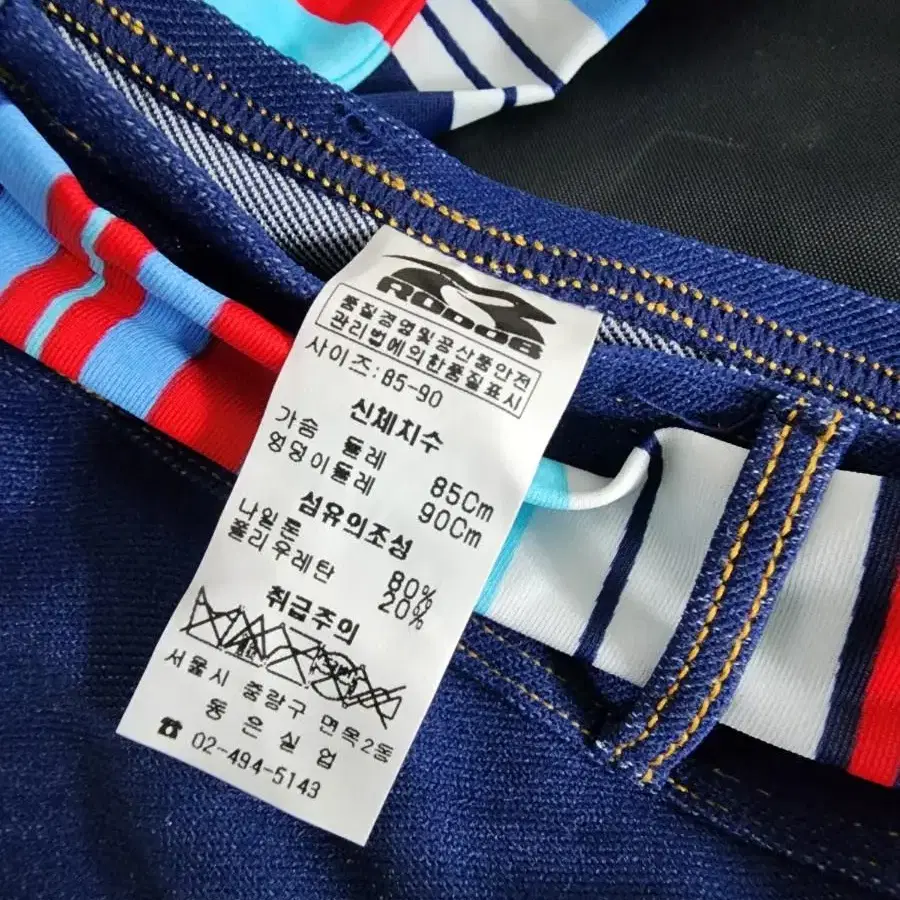 RODOS
품질경영및공산품안전
관리법에의한품질표시
사이즈:85-90
신체지수
가슴 둘레 85Cm
엉덩이둘레 90Cm
섬유의조성
나일론 80%
폴리우레탄 20%
취급주의
서울시 중랑구 면목2동
동은실업
☎ 02-494-5143